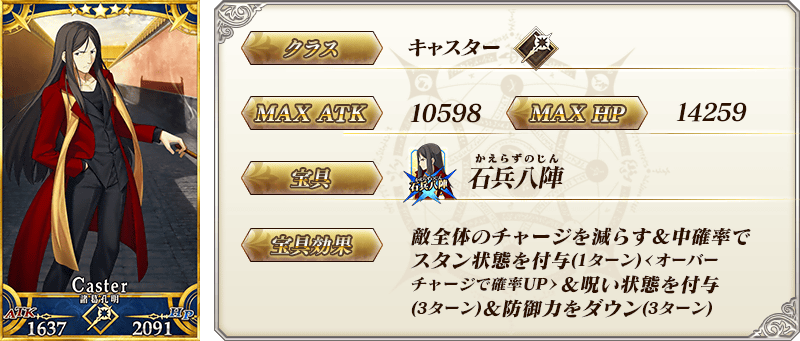 Caster
諸葛孔明
ATK
HP
1637
2091
クラス
キャスター
MAX ATK
10598
MAX HP
14259
宝具
石兵八陣
かえらずのじん
石兵八陣
宝具効果
敵全体のチャージを減らす&中確率で
スタン状態を付与(1ターン)<オーバー
チャージで確率UP>&呪い状態を付与
(3ターン)&防御力をダウン(3ターン)